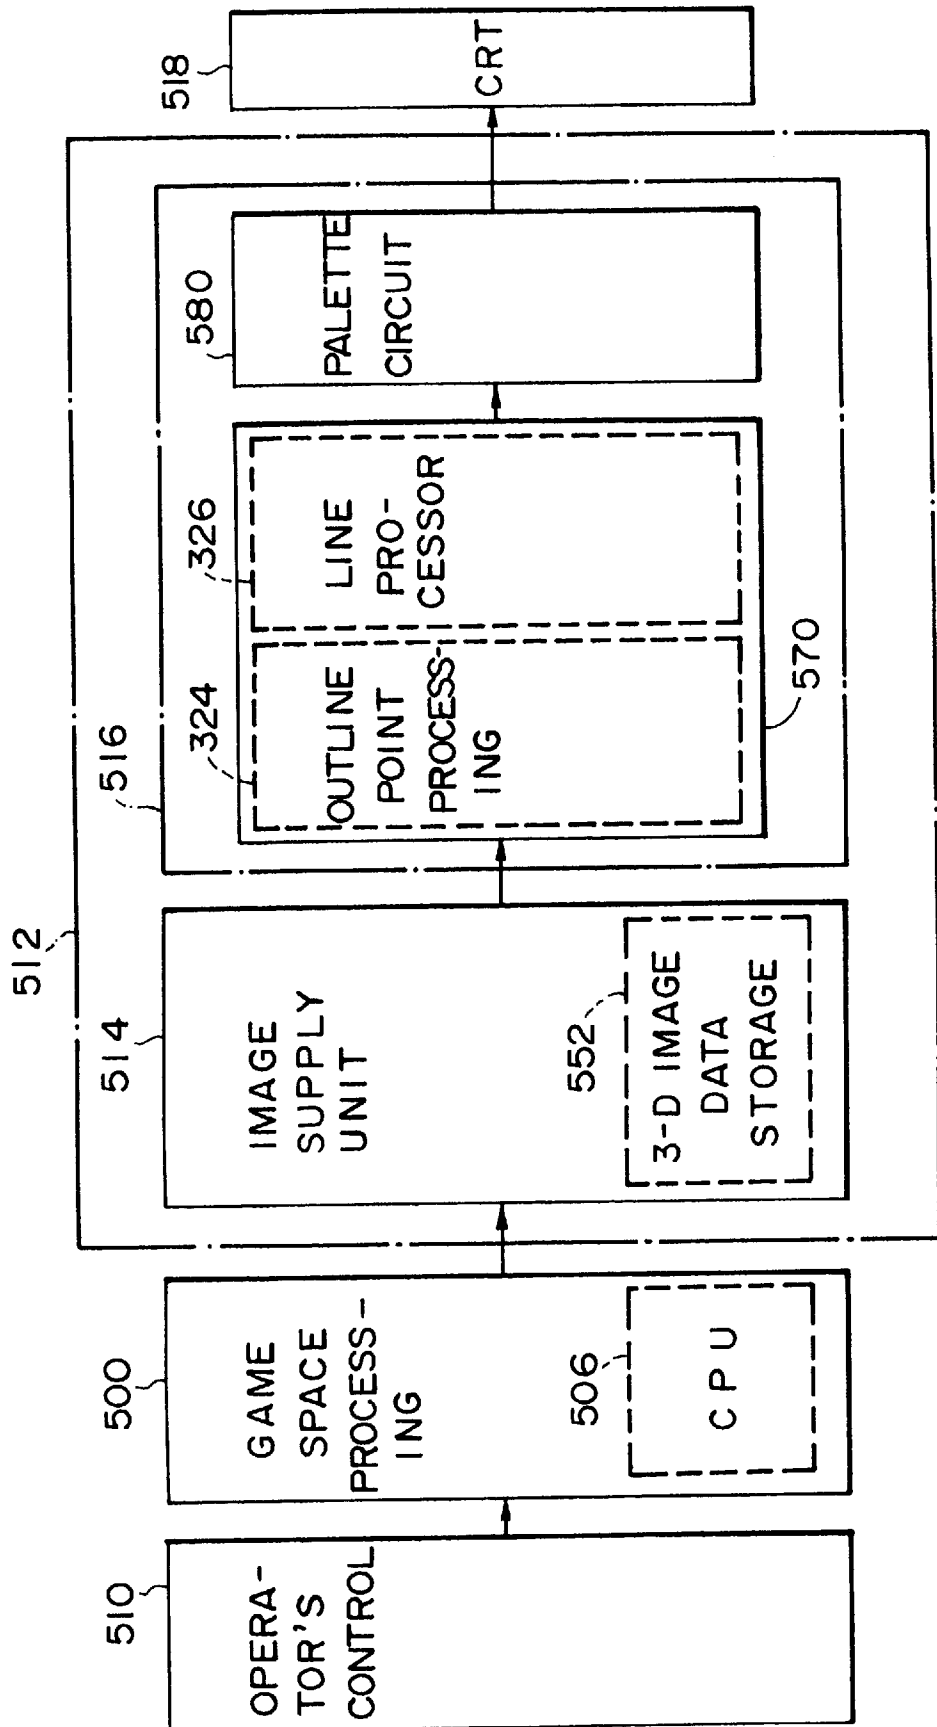 510
OPERA-
TOR'S
CONTROL
500
GAME
SPACE
PROCESS-
ING
506
CPU
512
514
IMAGE
SUPPLY
UNIT
552
3-D IMAGE
DATA
STORAGE
516
324
OUTLINE
POINT
PROCESS-
ING
326
LINE
PRO-
CESSOR
570
580
PALETTE
CIRCUIT
518
CRT